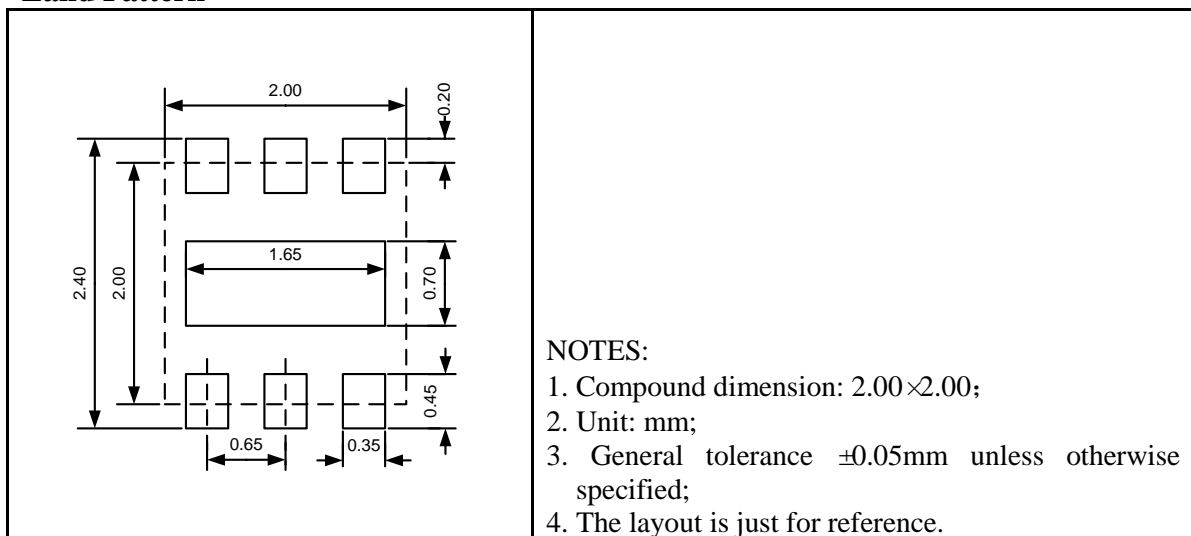 Land Pattern
2.00
0.20
2.40
2.00
1.65
0.70
0.45
0.65
0.35
NOTES:
1. Compound dimension: 2.00×2.00;
2. Unit: mm;
3. General tolerance ±0.05mm unless otherwise
specified;
4. The layout is just for reference.